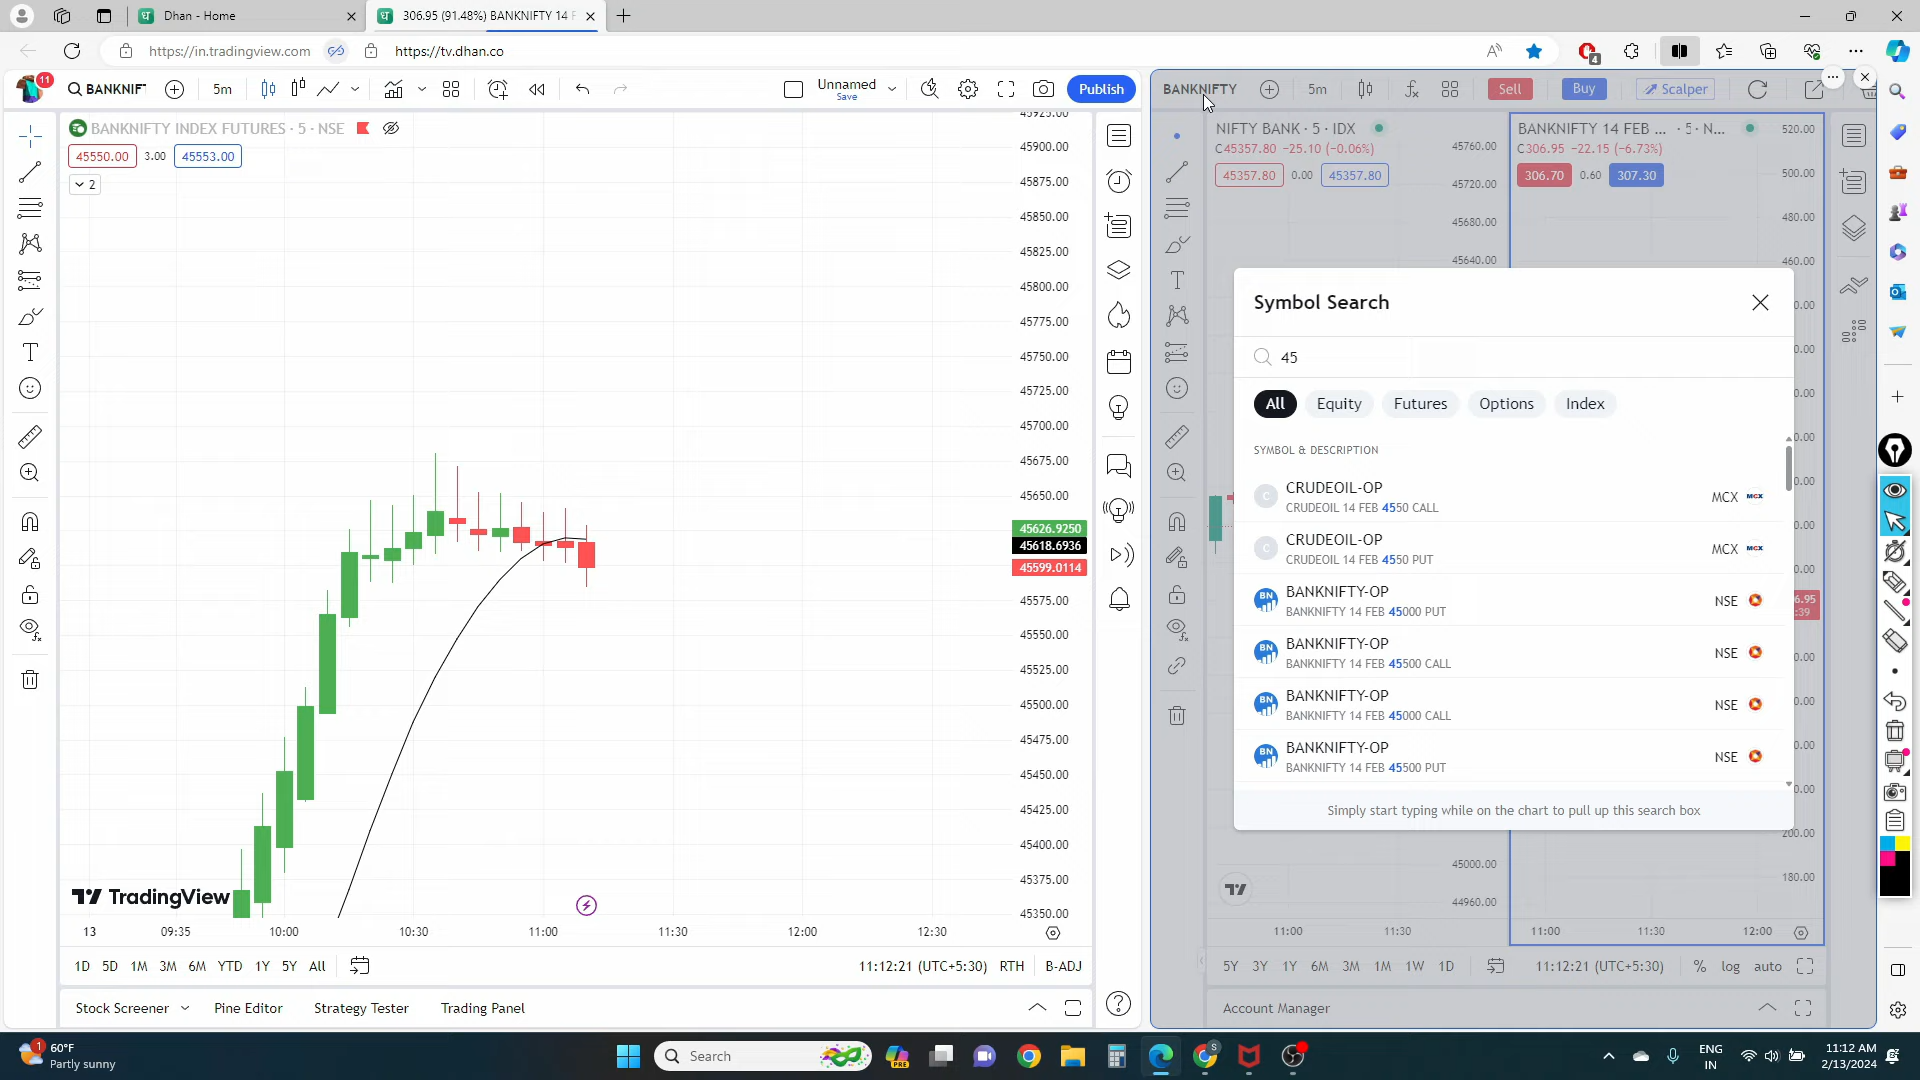 Dhan - Home
306.95 (91.48%) BANKNIFTY 14 F
https://in.tradingview.com
https://tv.dhan.co
4
11
BANKNIF
5m
Unnamed
Save
Publish
BANKNIFTY
5m
Sell
Buy
Scalper
BANKNIFTY INDEX FUTURES · 5 · NSE
45550.00
3.00
45553.00
2
45925.00
45900.00
45875.00
45850.00
45825.00
45800.00
45775.00
45750.00
45725.00
45700.00
45675.00
45650.00
45626.9250
45618.6936
45599.0114
45575.00
45550.00
45525.00
45500.00
45475.00
45450.00
45425.00
45400.00
45375.00
45350.00
TradingView
13
09:35
10:00
10:30
11:00
11:30
12:00
12:30
1D
5D
1M
3M
6M
YTD
1Y
5Y
All
11:12:21 (UTC+5:30)
RTH
B-ADJ
Stock Screener
Pine Editor
Strategy Tester
Trading Panel
NIFTY BANK · 5 · IDX
C45357.80 −25.10 (−0.06%)
45357.80
0.00
45357.80
45760.00
45720.00
45680.00
45640.00
BANKNIFTY 14 FEB ... · 5 · N...
C306.95 −22.15 (−6.73%)
306.70
0.60
307.30
520.00
500.00
480.00
460.00
Symbol Search
45
All
Equity
Futures
Options
Index
SYMBOL & DESCRIPTION
CRUDEOIL-OP
CRUDEOIL 14 FEB 4550 CALL
MCX
CRUDEOIL-OP
CRUDEOIL 14 FEB 4550 PUT
MCX
BANKNIFTY-OP
BANKNIFTY 14 FEB 45000 PUT
NSE
BANKNIFTY-OP
BANKNIFTY 14 FEB 45500 CALL
NSE
BANKNIFTY-OP
BANKNIFTY 14 FEB 45000 CALL
NSE
BANKNIFTY-OP
BANKNIFTY 14 FEB 45500 PUT
NSE
Simply start typing while on the chart to pull up this search box
200.00
180.00
45000.00
44960.00
11:00
11:30
11:00
11:30
12:00
5Y
3Y
1Y
6M
3M
1M
1W
1D
11:12:21 (UTC+5:30)
%
log
auto
Account Manager
1
60°F
Partly sunny
Search
PRE
ENG
IN
11:12 AM
2/13/2024